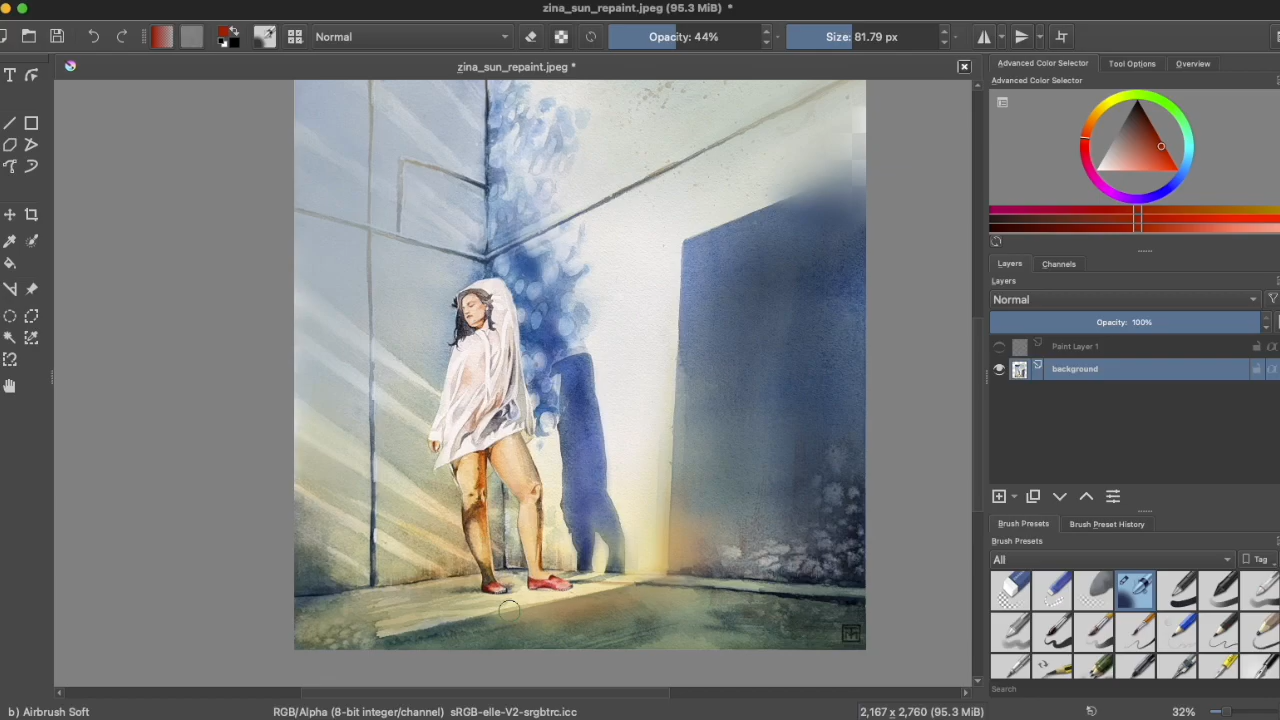 zina_sun_repaint.jpeg (95.3 MiB) *
Normal
Opacity: 44%
Size: 81.79 px
zina_sun_repaint.jpeg *
Advanced Color Selector
Tool Options
Overview
Advanced Color Selector
Layers
Channels
Layers
Normal
Opacity: 100%
Paint Layer 1
background
Brush Presets
Brush Preset History
Brush Presets
All
Tag
Search
b) Airbrush Soft
RGB/Alpha (8-bit integer/channel) sRGB-elle-V2-srgbtrc.icc
2,167 x 2,760 (95.3 MiB)
32%